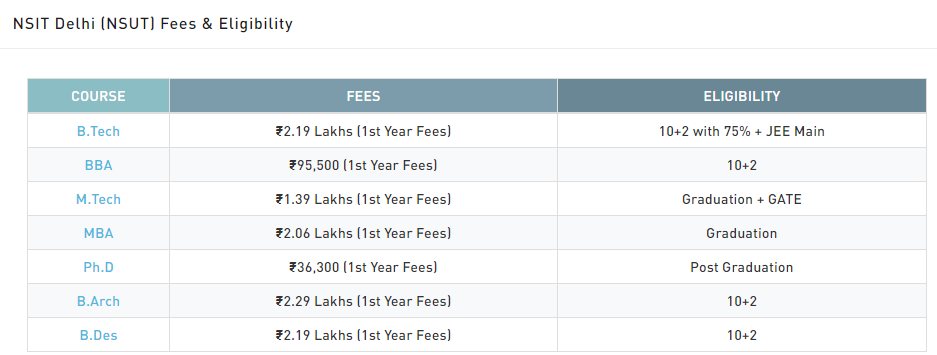 NSIT Delhi (NSUT) Fees & Eligibility
COURSE FEES ELIGIBILITY
B.Tech ₹2.19 Lakhs (1st Year Fees) 10+2 with 75% + JEE Main
BBA ₹95,500 (1st Year Fees) 10+2
M.Tech ₹1.39 Lakhs (1st Year Fees) Graduation + GATE
MBA ₹2.06 Lakhs (1st Year Fees) Graduation
Ph.D ₹36,300 (1st Year Fees) Post Graduation
B.Arch ₹2.29 Lakhs (1st Year Fees) 10+2
B.Des ₹2.19 Lakhs (1st Year Fees) 10+2